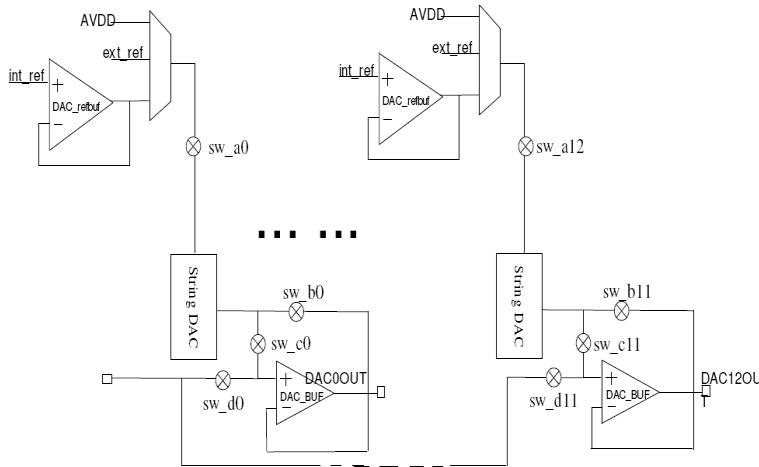 AVDD
ext_ref
int_ref
+
DAC_refbuf
−
sw_a0
AVDD
ext_ref
int_ref
+
DAC_refbuf
−
sw_a12
... ...
String DAC
sw_b0
sw_c0
DAC0OUT
+
DAC_BUF
−
sw_d0
String DAC
sw_b11
sw_c11
DAC12OU
T
+
DAC_BUF
−
sw_d11